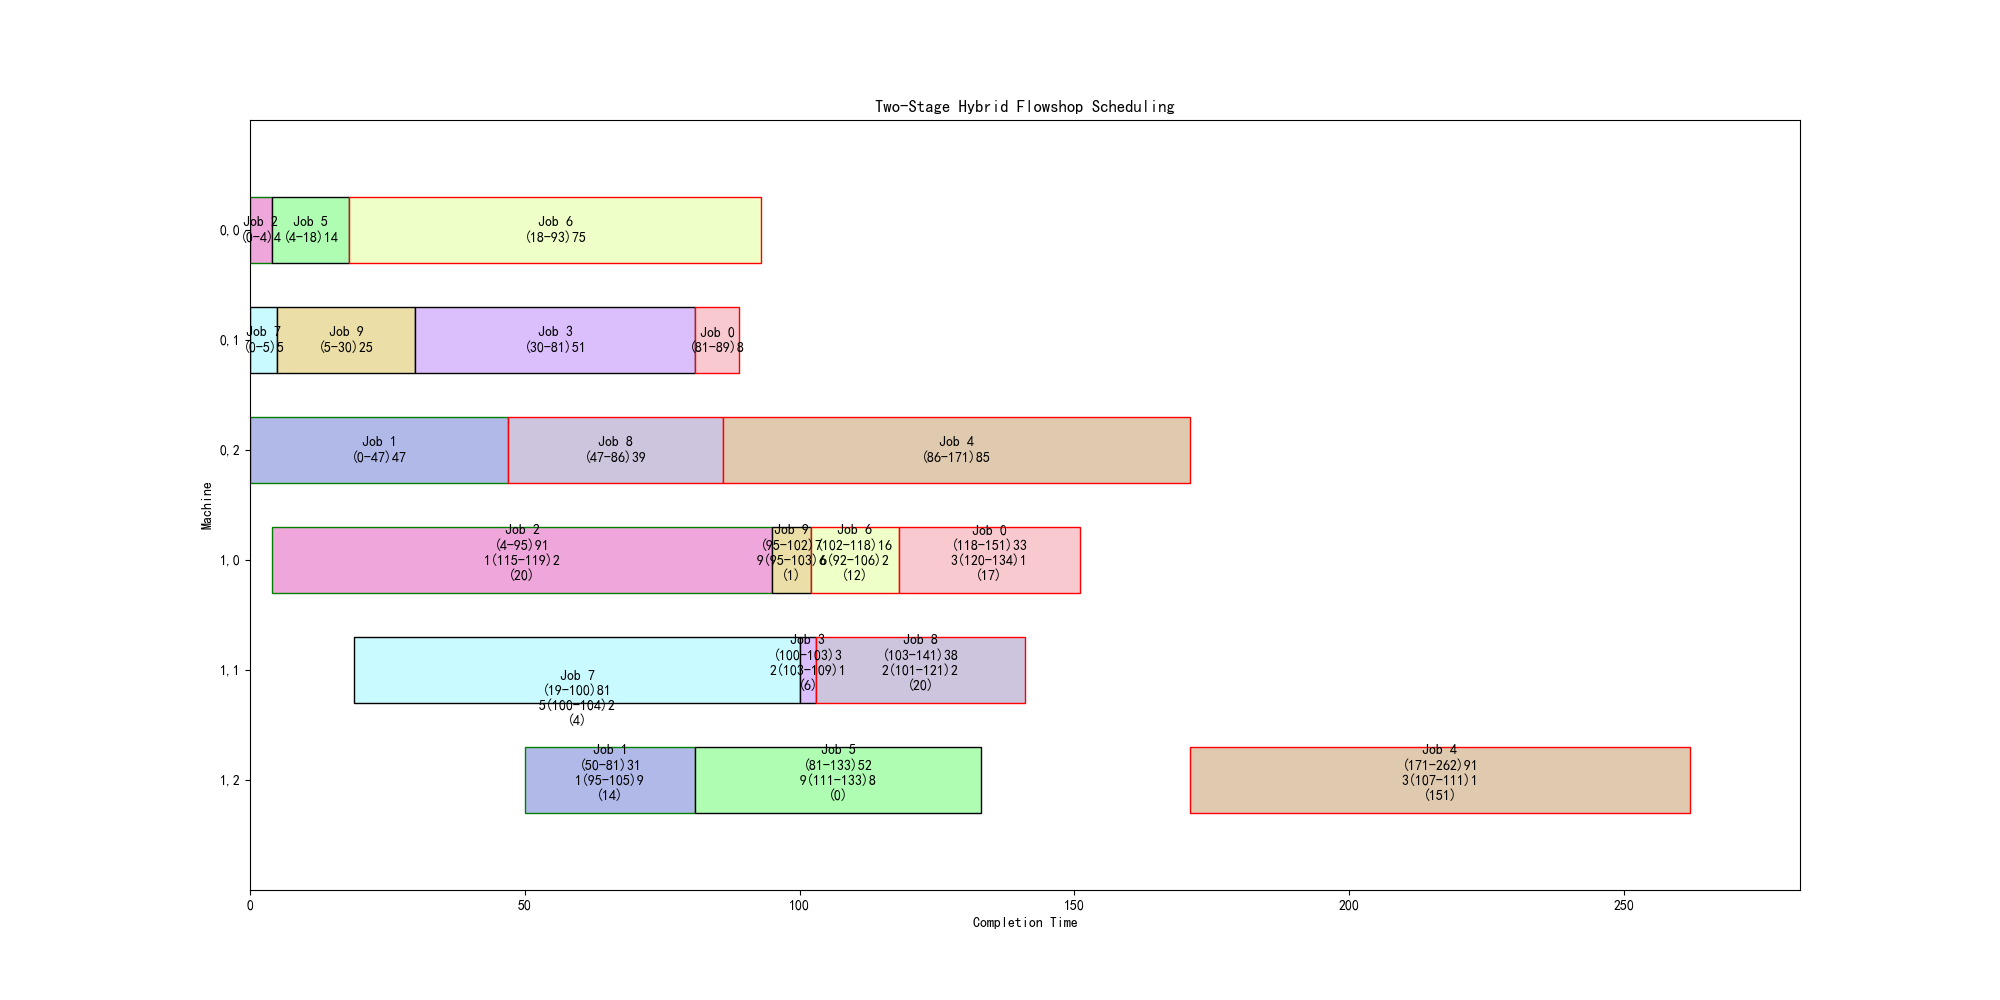 Two-Stage Hybrid Flowshop Scheduling
0,0
Job 2
(0-4)4
Job 5
(4-18)14
Job 6
(18-93)75
0,1
Job 7
(0-5)5
Job 9
(5-30)25
Job 3
(30-81)51
Job 0
(81-89)8
0,2
Job 1
(0-47)47
Job 8
(47-86)39
Job 4
(86-171)85
Machine
1,0
Job 2
(4-95)91
1(115-119)2
(20)
Job 9
(95-102)7
9(95-103)6
(1)
Job 6
(102-118)16
6(92-106)2
(12)
Job 0
(118-151)33
3(120-134)1
(17)
1,1
Job 7
(19-100)81
5(100-104)2
(4)
Job 3
(100-103)3
2(103-109)1
(6)
Job 8
(103-141)38
2(101-121)2
(20)
1,2
Job 1
(50-81)31
1(95-105)9
(14)
Job 5
(81-133)52
9(111-133)8
(0)
Job 4
(171-262)91
3(107-111)1
(151)
0
50
100
150
200
250
Completion Time